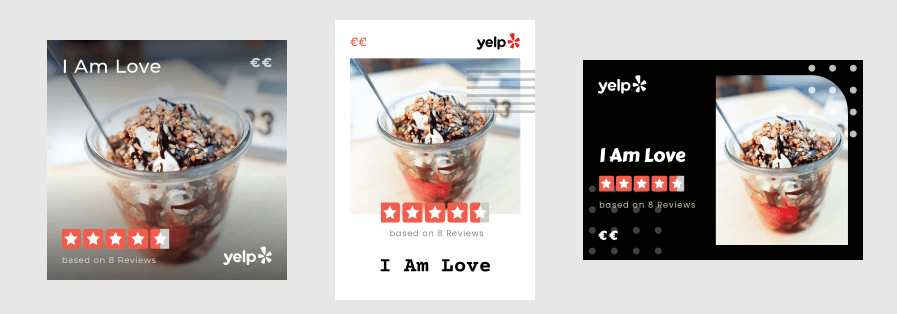 I Am Love
€€
based on 8 Reviews
yelp
€€
yelp
based on 8 Reviews
I Am Love
yelp
I Am Love
based on 8 Reviews
€€